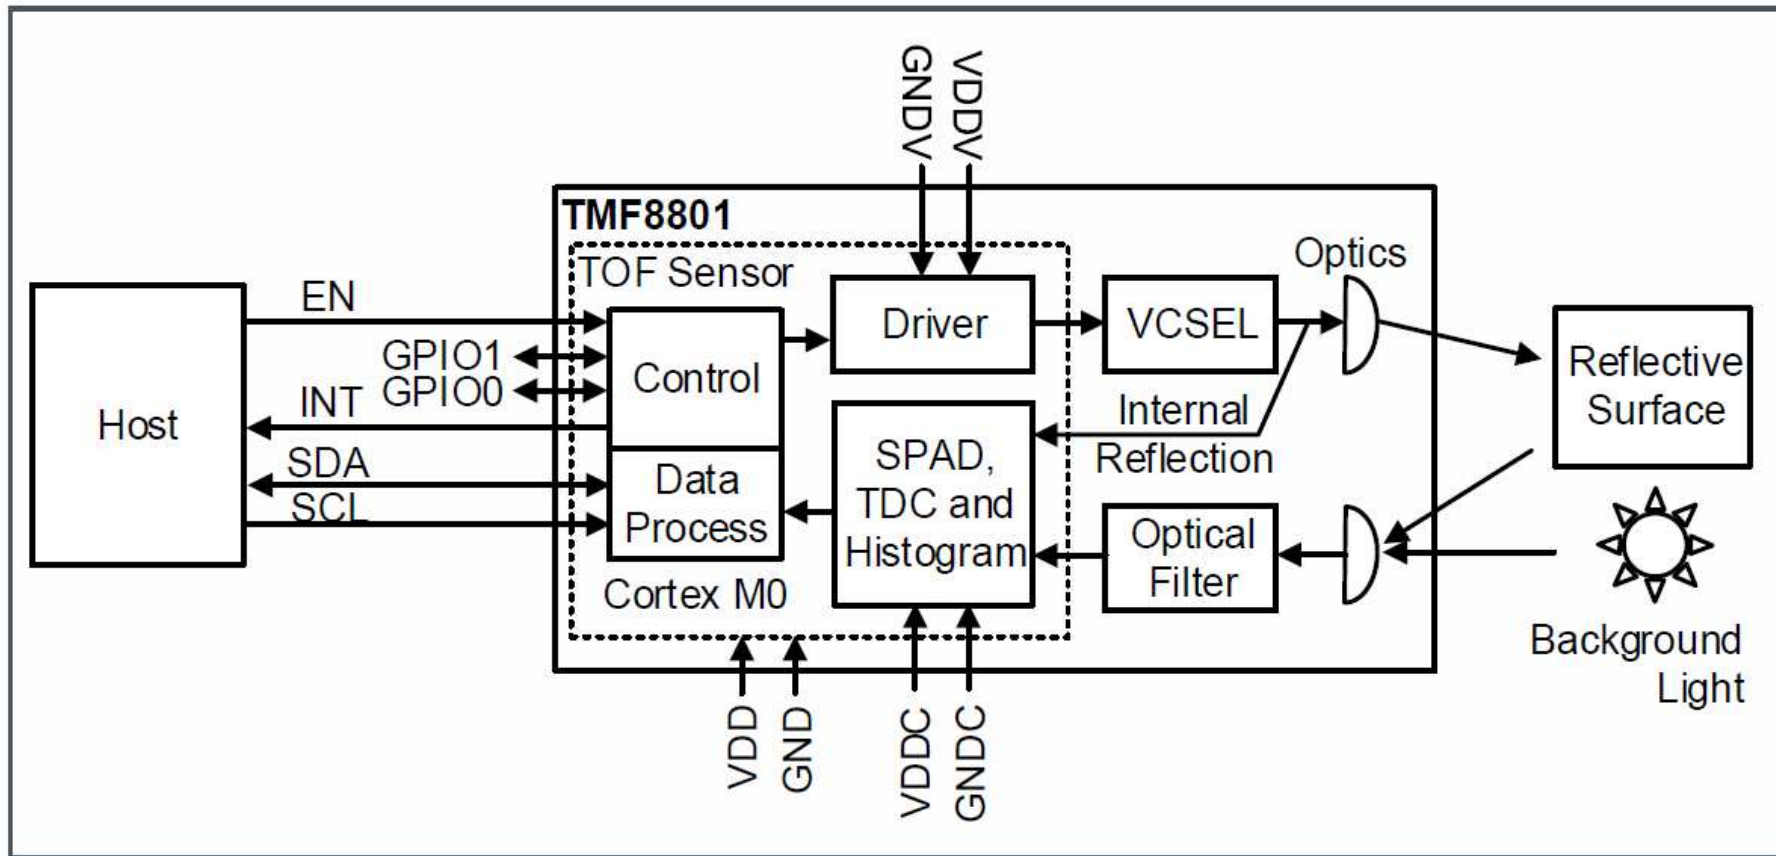 GNDV
VDDV
TMF8801
TOF Sensor
Optics
EN
Driver
VCSEL
GPIO1
GPIO0
Control
Reflective
Surface
INT
Internal
Reflection
Host
SDA
SCL
Data
Process
SPAD,
TDC and
Histogram
Optical
Filter
Cortex M0
Background
Light
VDD
GND
VDDC
GNDC